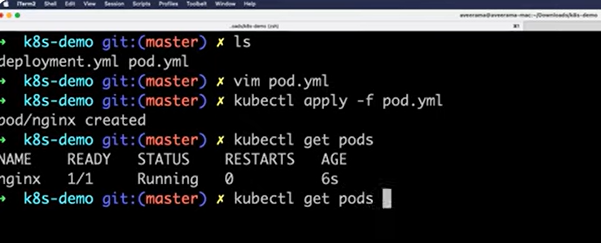 iTerm2 Shell Edit View Session Scripts Profiles Toolbelt Window Help
aveerama@aveerama-mac:~/Downloads/k8s-demo
..oads/k8s-demo (zsh)
➜ k8s-demo git:(master) ✗ ls
deployment.yml pod.yml
➜ k8s-demo git:(master) ✗ vim pod.yml
➜ k8s-demo git:(master) ✗ kubectl apply -f pod.yml
pod/nginx created
➜ k8s-demo git:(master) ✗ kubectl get pods
NAME READY STATUS RESTARTS AGE
nginx 1/1 Running 0 6s
➜ k8s-demo git:(master) ✗ kubectl get pods